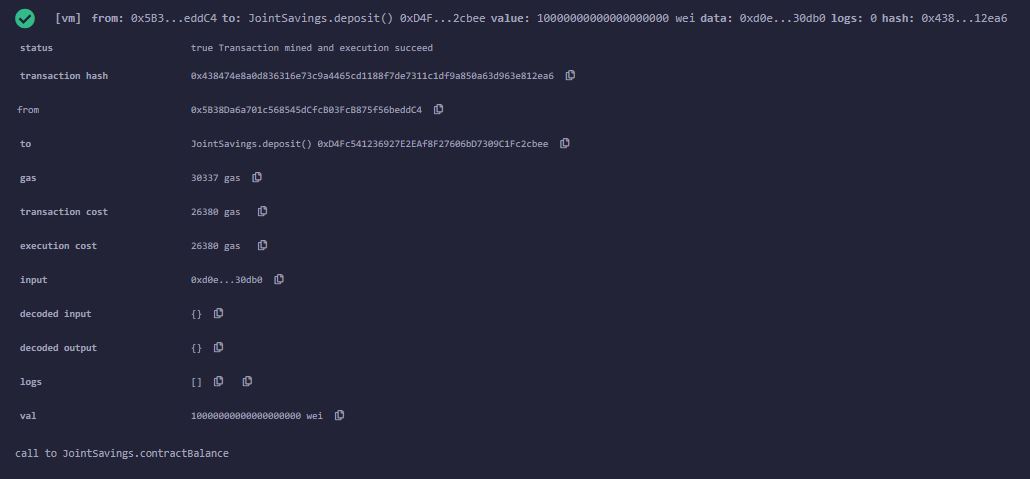 [vm] from: 0x5B3...eddC4 to: JointSavings.deposit() 0xD4F...2cbee value: 10000000000000000000 wei data: 0xd0e...30db0 logs: 0 hash: 0x438...12ea6
status true Transaction mined and execution succeed
transaction hash 0x438474e8a0d836316e73c9a4465cd1188f7de7311c1df9a850a63d963e812ea6
from 0x5B38Da6a701c568545dCfcB03FcB875f56beddC4
to JointSavings.deposit() 0xD4Fc541236927E2EAf8F27606bD7309C1Fc2cbee
gas 30337 gas
transaction cost 26380 gas
execution cost 26380 gas
input 0xd0e...30db0
decoded input {}
decoded output {}
logs []
val 10000000000000000000 wei
call to JointSavings.contractBalance